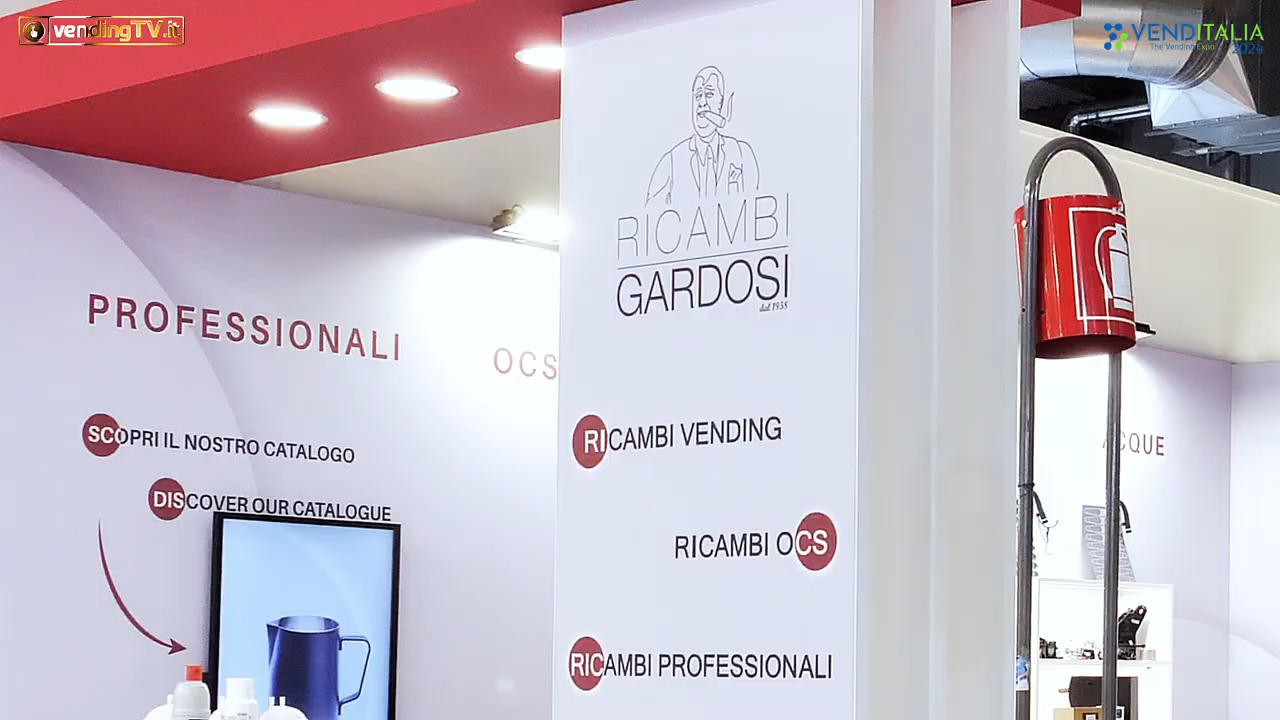 vendingTV.it
VENDITALIA
The Vending Expo 2024
RICAMBI
GARDOSI
dal 1938
PROFESSIONALI
OCS
SCOPRI IL NOSTRO CATALOGO
DISCOVER OUR CATALOGUE
RICAMBI VENDING
RICAMBI OCS
RICAMBI PROFESSIONALI
ACQUE